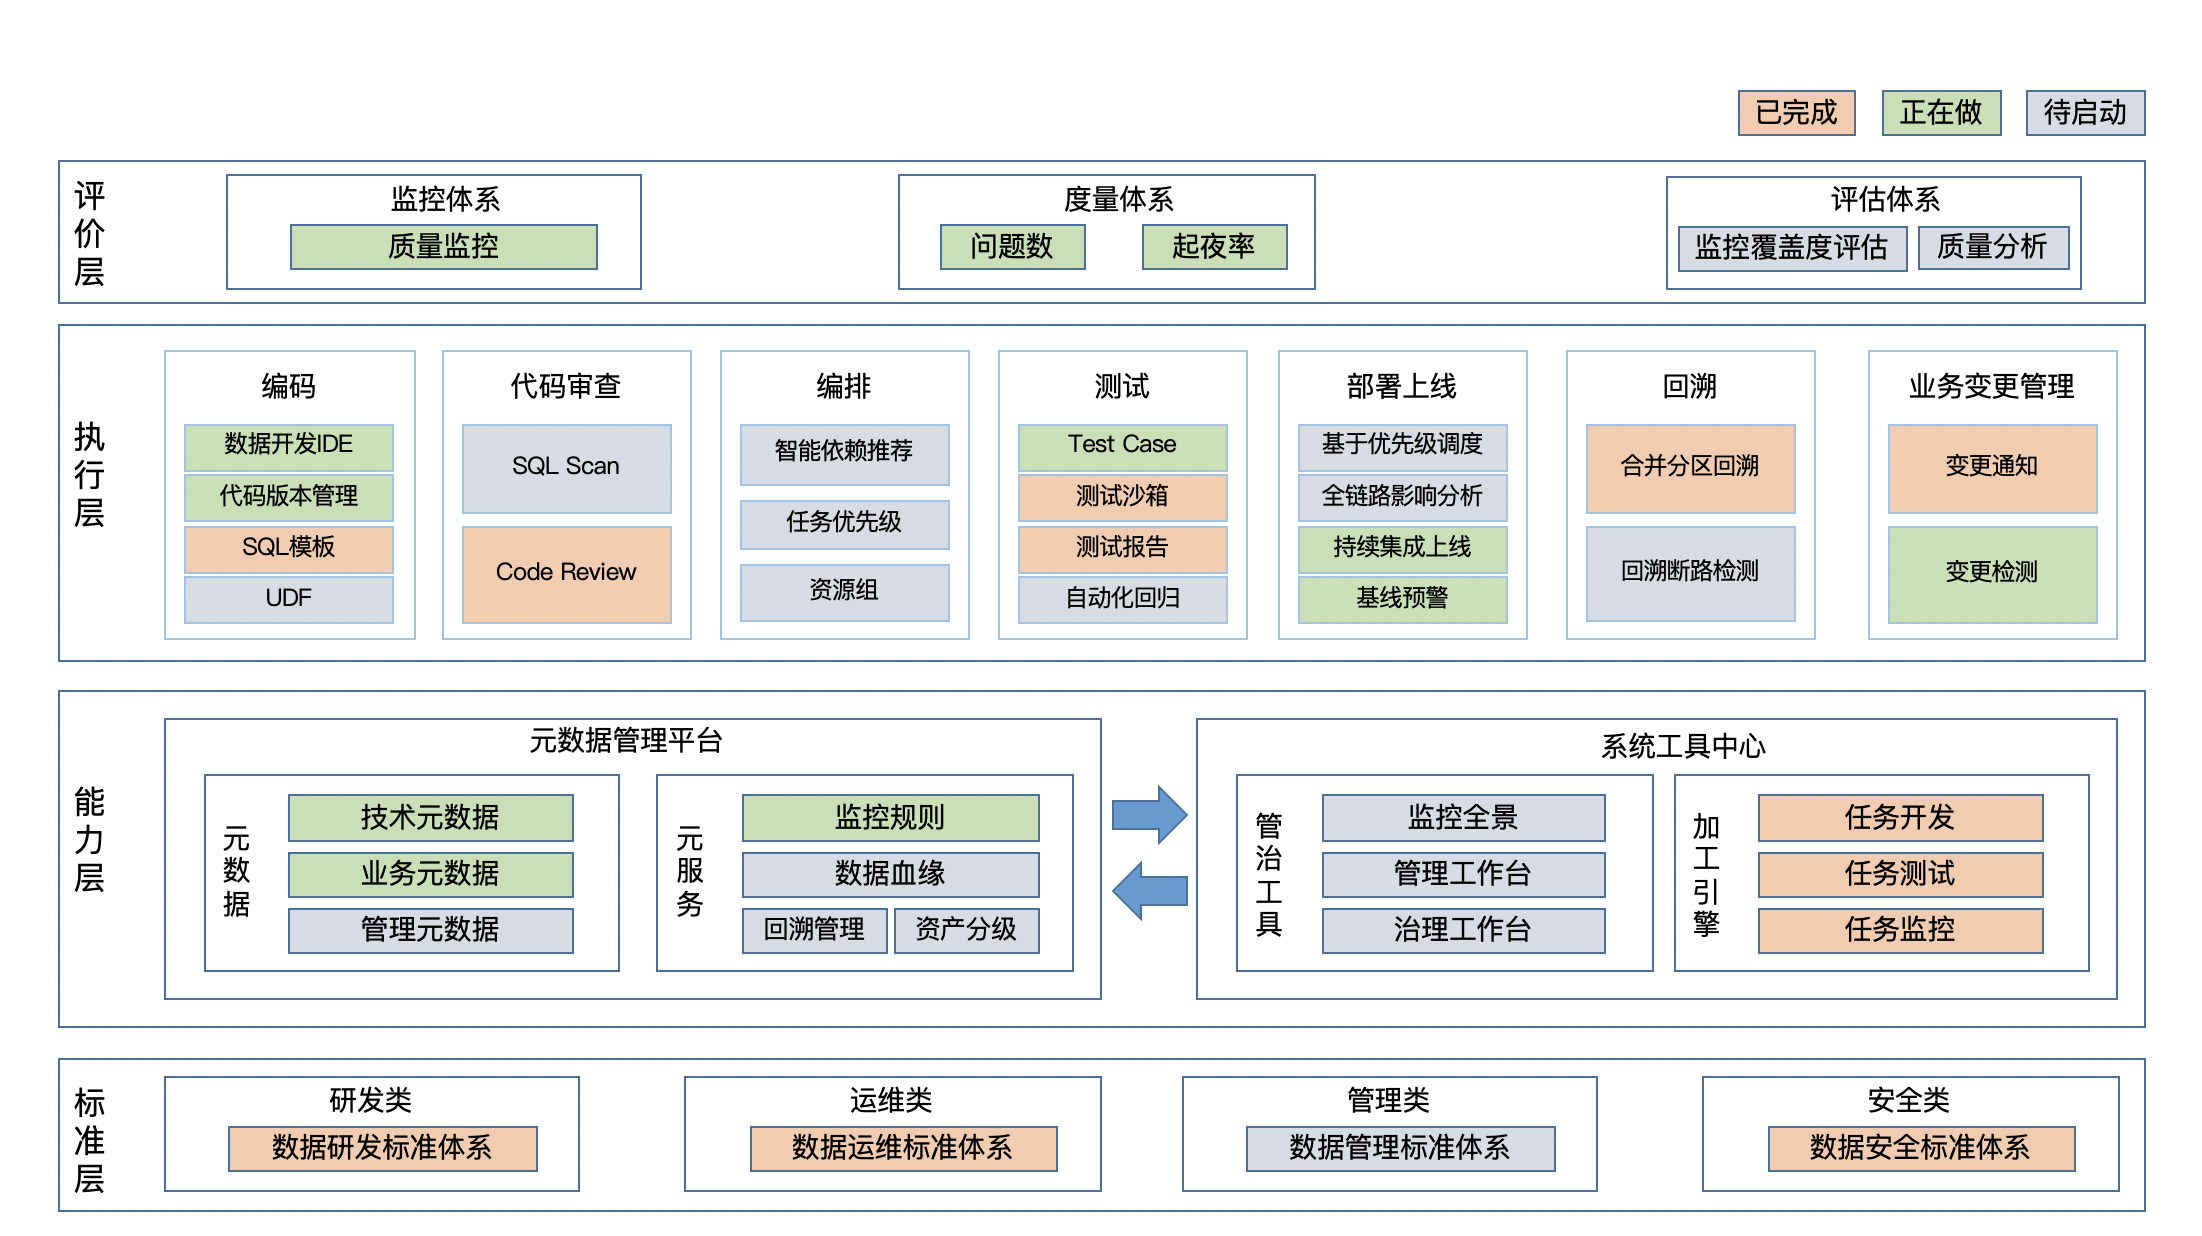 已完成
正在做
待启动
评价层
监控体系
质量监控
度量体系
问题数
起夜率
评估体系
监控覆盖度评估
质量分析
执行层
编码
数据开发IDE
代码版本管理
SQL模板
UDF
代码审查
SQL Scan
Code Review
编排
智能依赖推荐
任务优先级
资源组
测试
Test Case
测试沙箱
测试报告
自动化回归
部署上线
基于优先级调度
全链路影响分析
持续集成上线
基线预警
回溯
合并分区回溯
回溯断路检测
业务变更管理
变更通知
变更检测
能力层
元数据管理平台
元数据
技术元数据
业务元数据
管理元数据
元服务
监控规则
数据血缘
回溯管理
资产分级
系统工具中心
管治工具
监控全景
管理工作台
治理工作台
加工引擎
任务开发
任务测试
任务监控
标准层
研发类
数据研发标准体系
运维类
数据运维标准体系
管理类
数据管理标准体系
安全类
数据安全标准体系